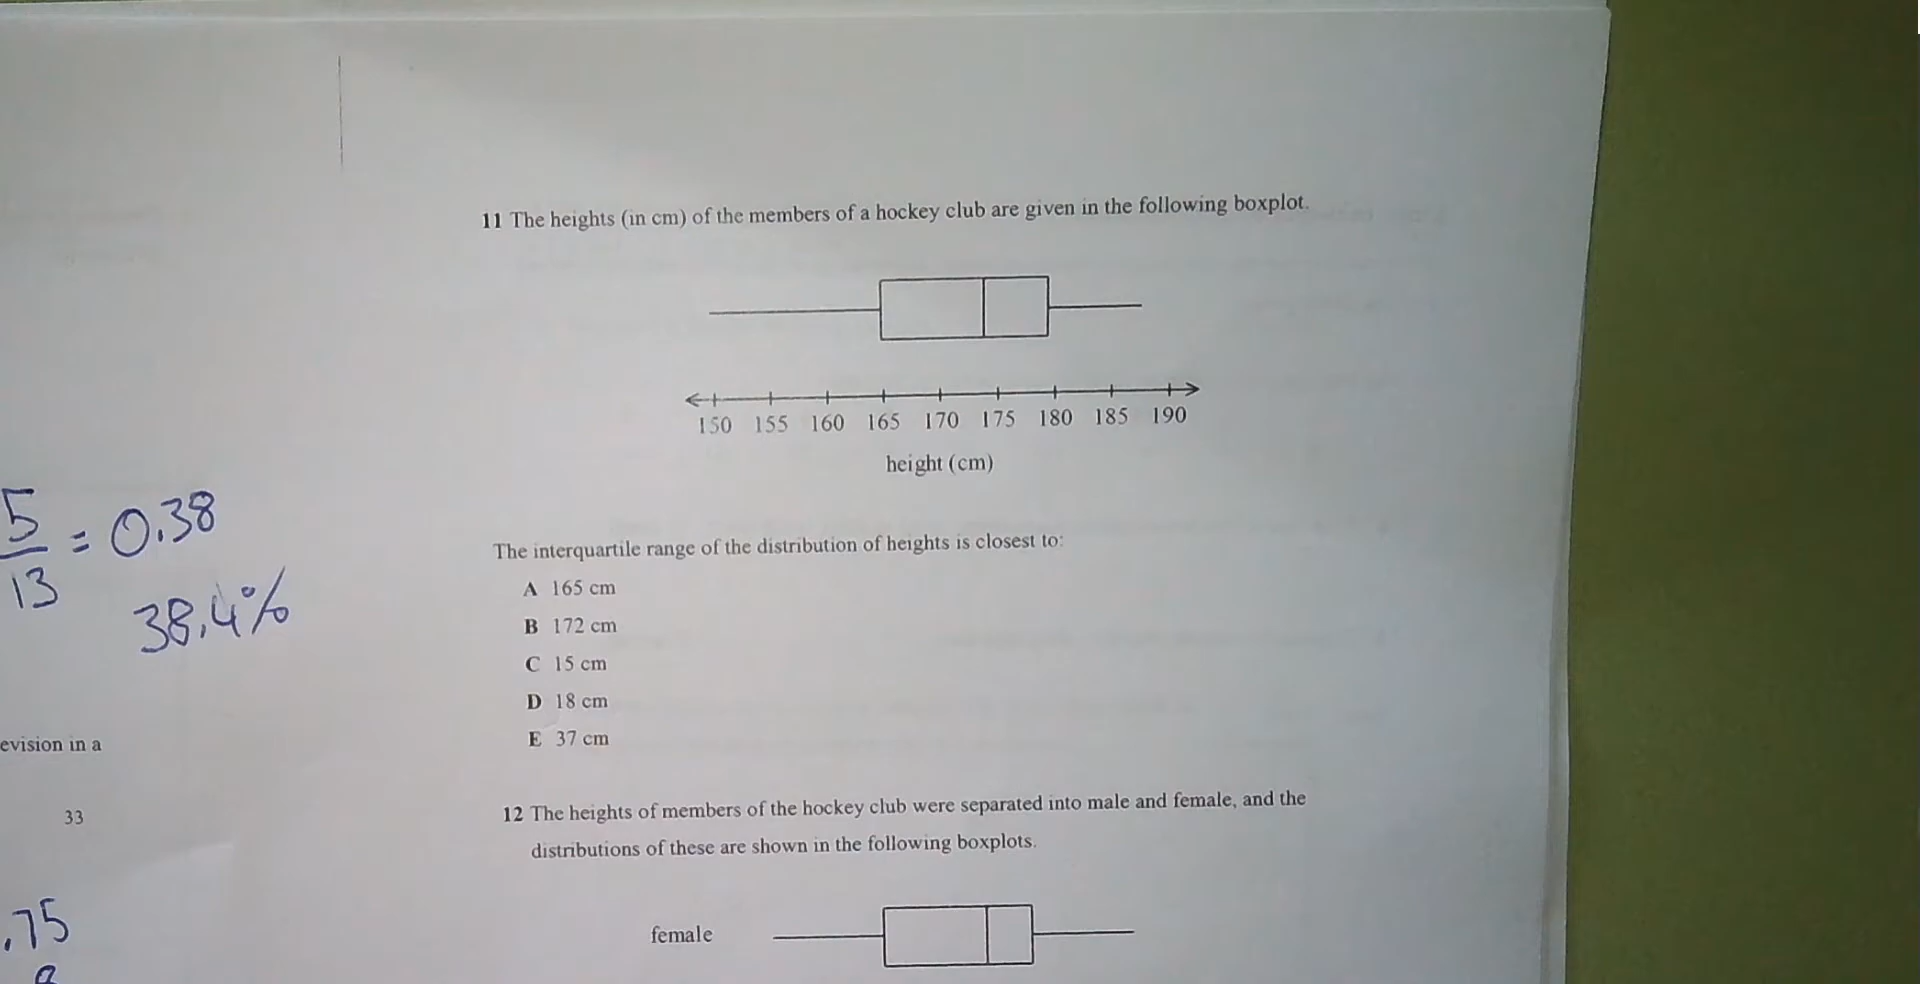 11 The heights (in cm) of the members of a hockey club are given in the following boxplot.
150 155 160 165 170 175 180 185 190
height (cm)
5/13 = 0.38
38.4%
The interquartile range of the distribution of heights is closest to:
A 165 cm
B 172 cm
C 15 cm
D 18 cm
E 37 cm
evision in a
33
12 The heights of members of the hockey club were separated into male and female, and the
distributions of these are shown in the following boxplots.
.75
female